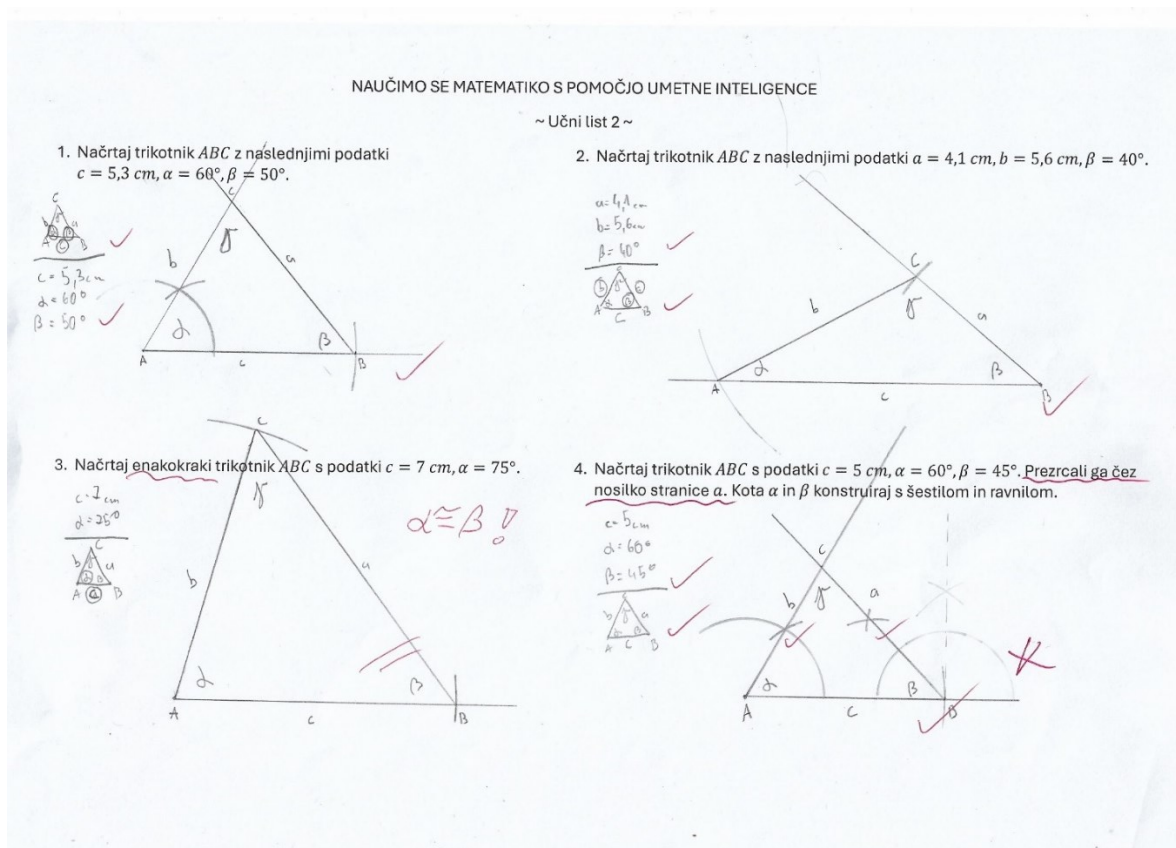 NAUČIMO SE MATEMATIKO S POMOČJO UMETNE INTELIGENCE
~ Učni list 2 ~
1. Načrtaj trikotnik ABC z naslednjimi podatki
c = 5,3 cm, α = 60°, β = 50°.
C
b γ a
A c B
c = 5,3 cm
α = 60°
β = 50°
C
γ
b
a
α
β
A
c
B
2. Načrtaj trikotnik ABC z naslednjimi podatki a = 4,1 cm, b = 5,6 cm, β = 40°.
a = 4,1 cm
b = 5,6 cm
β = 40°
C
b γ a
α β
A c B
C
γ
b
a
α
β
A
c
B
3. Načrtaj enakokraki trikotnik ABC s podatki c = 7 cm, α = 75°.
c = 7 cm
α = 75°
C
b γ a
α β
A B
C
γ
b
a
α ≅ β !
α
β
A
c
B
4. Načrtaj trikotnik ABC s podatki c = 5 cm, α = 60°, β = 45°. Prezrcali ga čez
nosilko stranice a. Kota α in β konstruiraj s šestilom in ravnilom.
c = 5 cm
α = 60°
β = 45°
C
b γ a
A c B
C
b
γ
a
α
β
A
c
B